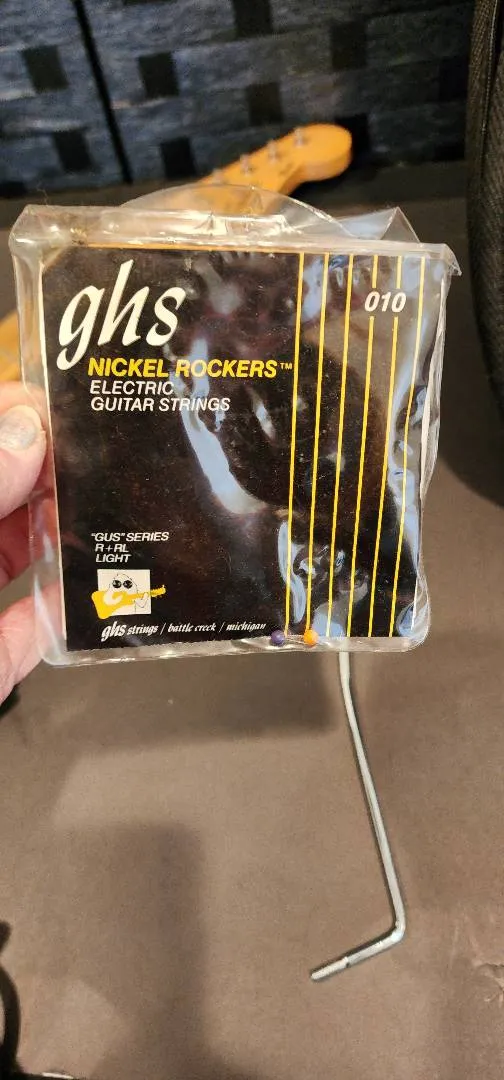 ghs
010
NICKEL ROCKERS™
ELECTRIC
GUITAR STRINGS
"GUS" SERIES
R+RL
LIGHT
ghs strings / battle creek / michigan